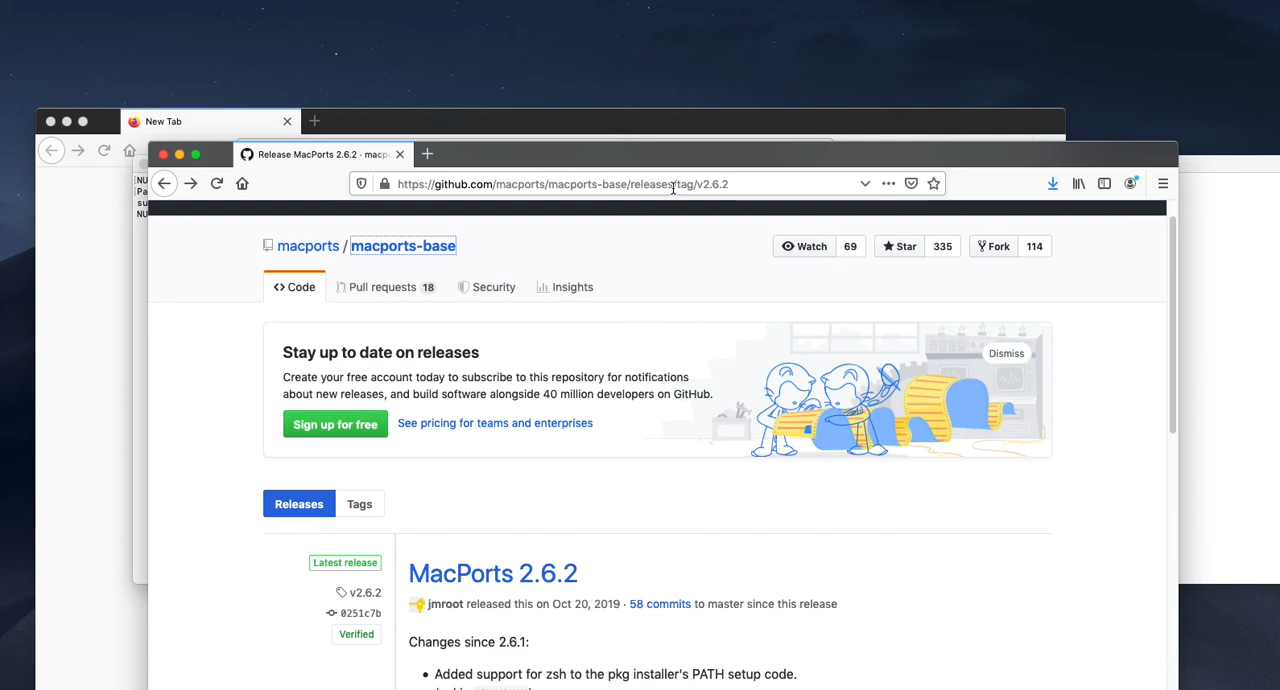 New Tab
[NU
[Pa
su
NU
Release MacPorts 2.6.2 · macp
https://github.com/macports/macports-base/releases/tag/v2.6.2
macports / macports-base
Watch 69 Star 335 Fork 114
<> Code Pull requests 18 Security Insights
Stay up to date on releases
Dismiss
Create your free account today to subscribe to this repository for notifications
about new releases, and build software alongside 40 million developers on GitHub.
Sign up for free See pricing for teams and enterprises
Releases Tags
Latest release
MacPorts 2.6.2
v2.6.2
jmroot released this on Oct 20, 2019 · 58 commits to master since this release
0251c7b
Verified
Changes since 2.6.1:
• Added support for zsh to the pkg installer's PATH setup code.